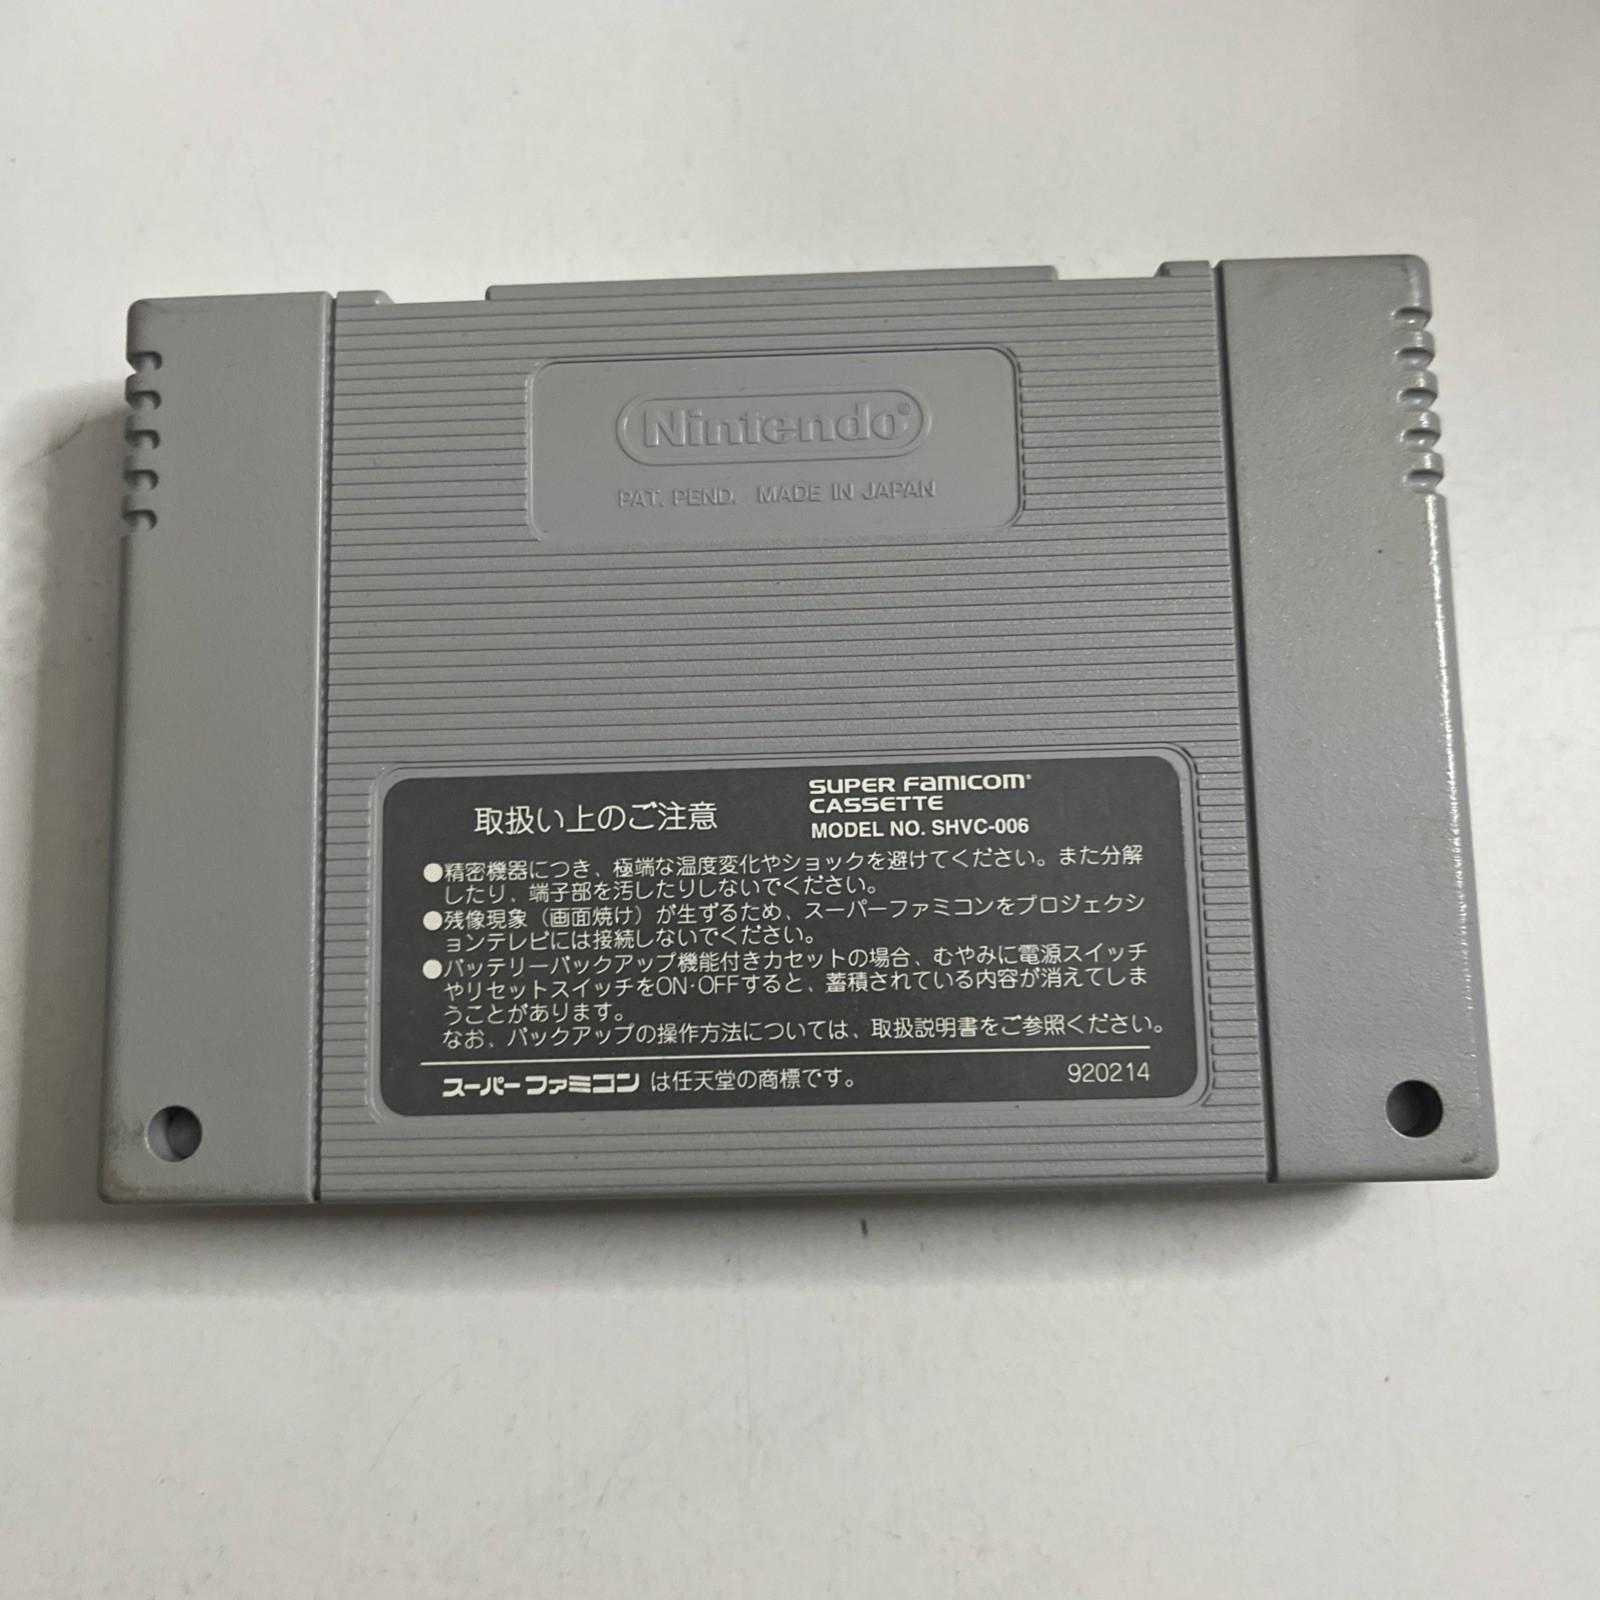 Nintendo®
PAT. PEND. MADE IN JAPAN
SUPER FAMICOM®
CASSETTE
取扱い上のご注意
MODEL NO. SHVC-006
●精密機器につき、極端な温度変化やショックを避けてください。また分解
したり、端子部を汚したりしないでください。
●残像現象（画面焼け）が生ずるため、スーパーファミコンをプロジェクシ
ョンテレビには接続しないでください。
●バッテリーバックアップ機能付きカセットの場合、むやみに電源スイッチ
やリセットスイッチをON・OFFすると、蓄積されている内容が消えてしま
うことがあります。
なお、バックアップの操作方法については、取扱説明書をご参照ください。
スーパーファミコン は任天堂の商標です。
920214